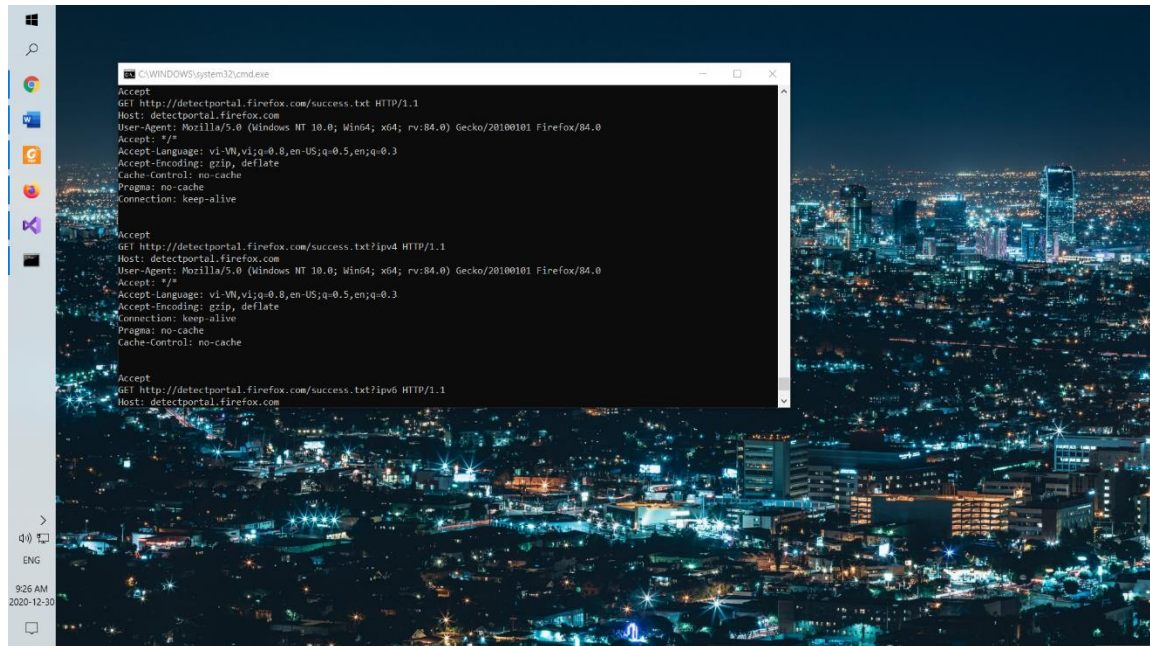 C:\WINDOWS\system32\cmd.exe
Accept
GET http://detectportal.firefox.com/success.txt HTTP/1.1
Host: detectportal.firefox.com
User-Agent: Mozilla/5.0 (Windows NT 10.0; Win64; x64; rv:84.0) Gecko/20100101 Firefox/84.0
Accept: */*
Accept-Language: vi-VN,vi;q=0.8,en-US;q=0.5,en;q=0.3
Accept-Encoding: gzip, deflate
Cache-Control: no-cache
Pragma: no-cache
Connection: keep-alive
Accept
GET http://detectportal.firefox.com/success.txt?ipv4 HTTP/1.1
Host: detectportal.firefox.com
User-Agent: Mozilla/5.0 (Windows NT 10.0; Win64; x64; rv:84.0) Gecko/20100101 Firefox/84.0
Accept: */*
Accept-Language: vi-VN,vi;q=0.8,en-US;q=0.5,en;q=0.3
Accept-Encoding: gzip, deflate
Connection: keep-alive
Pragma: no-cache
Cache-Control: no-cache
Accept
GET http://detectportal.firefox.com/success.txt?ipv6 HTTP/1.1
Host: detectportal.firefox.com
ENG
9:26 AM
2020-12-30